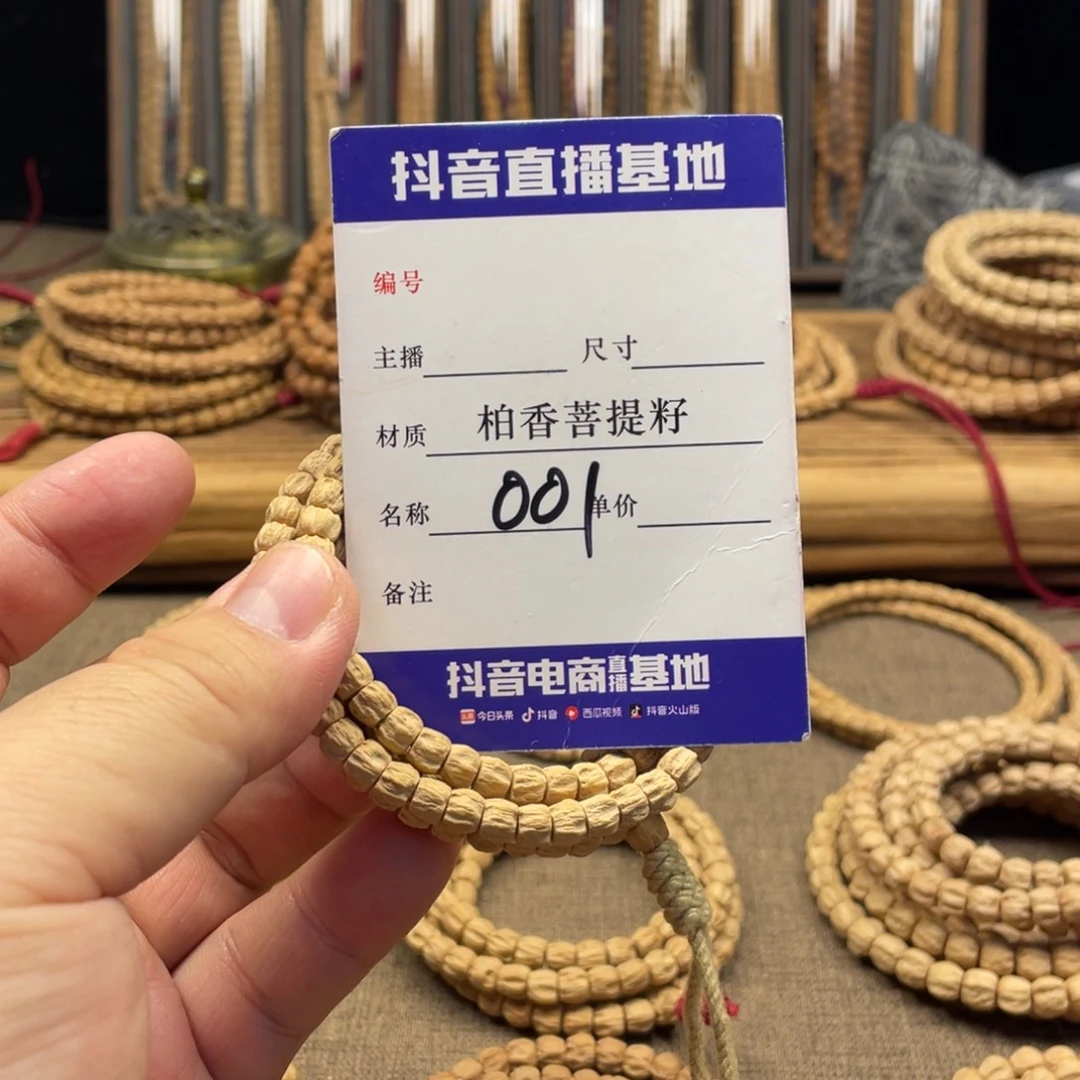 抖音直播基地
编号
主播 尺寸
材质 柏香菩提籽
名称 001 单价
备注
抖音电商直播基地
头条 今日头条 抖音 西瓜视频 抖音火山版